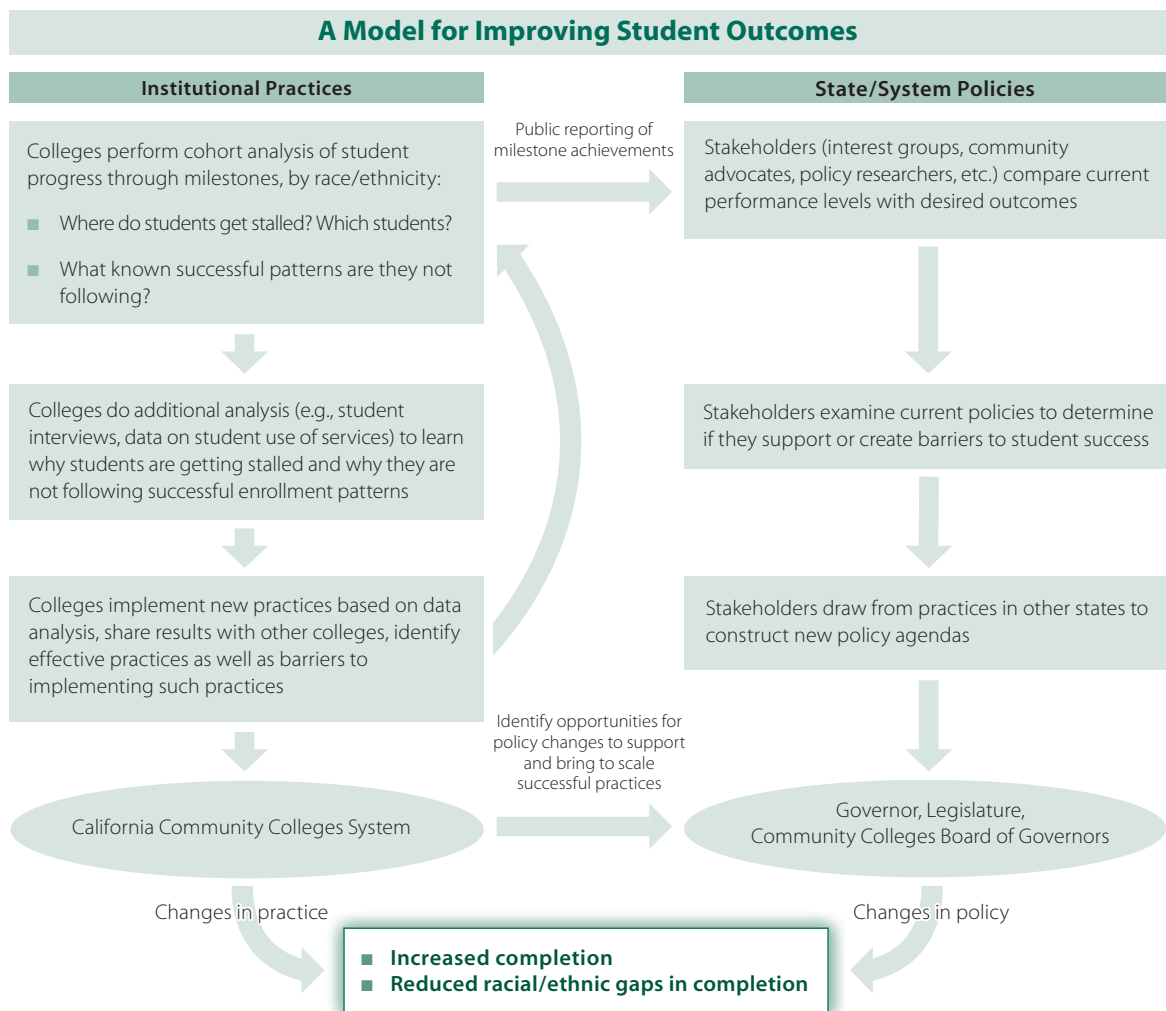 A Model for Improving Student Outcomes
Institutional Practices
Colleges perform cohort analysis of student
progress through milestones, by race/ethnicity:
■ Where do students get stalled? Which students?
■ What known successful patterns are they not
following?
Colleges do additional analysis (e.g., student
interviews, data on student use of services) to learn
why students are getting stalled and why they are
not following successful enrollment patterns
Colleges implement new practices based on data
analysis, share results with other colleges, identify
effective practices as well as barriers to
implementing such practices
California Community Colleges System
Changes in practice
Public reporting of
milestone achievements
Identify opportunities for
policy changes to support
and bring to scale
successful practices
State/System Policies
Stakeholders (interest groups, community
advocates, policy researchers, etc.) compare current
performance levels with desired outcomes
Stakeholders examine current policies to determine
if they support or create barriers to student success
Stakeholders draw from practices in other states to
construct new policy agendas
Governor, Legislature,
Community Colleges Board of Governors
Changes in policy
■ Increased completion
■ Reduced racial/ethnic gaps in completion